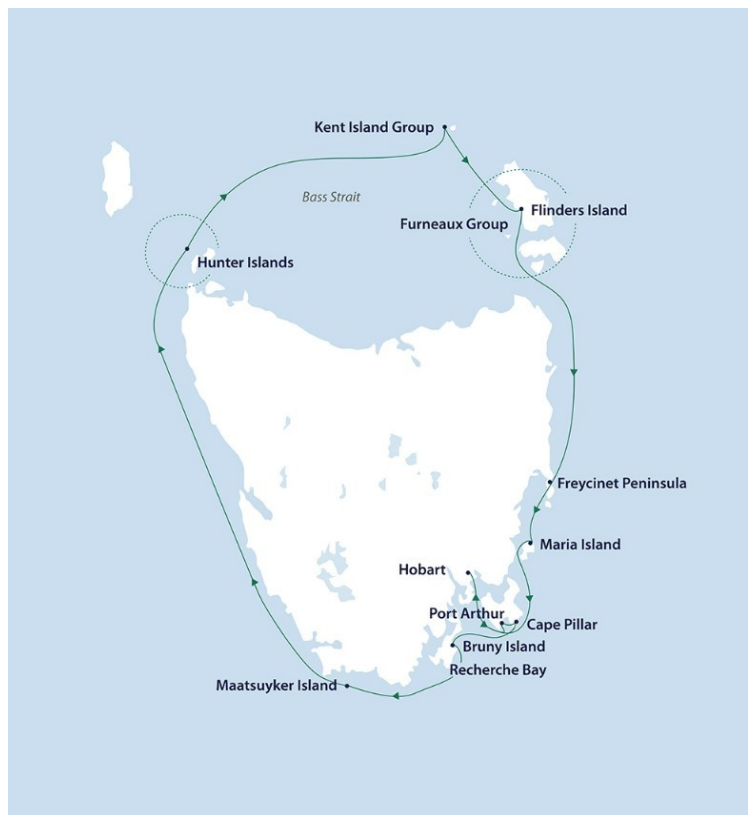 Kent Island Group
Bass Strait
Flinders Island
Furneaux Group
Hunter Islands
Freycinet Peninsula
Maria Island
Hobart
Port Arthur
Cape Pillar
Bruny Island
Recherche Bay
Maatsuyker Island